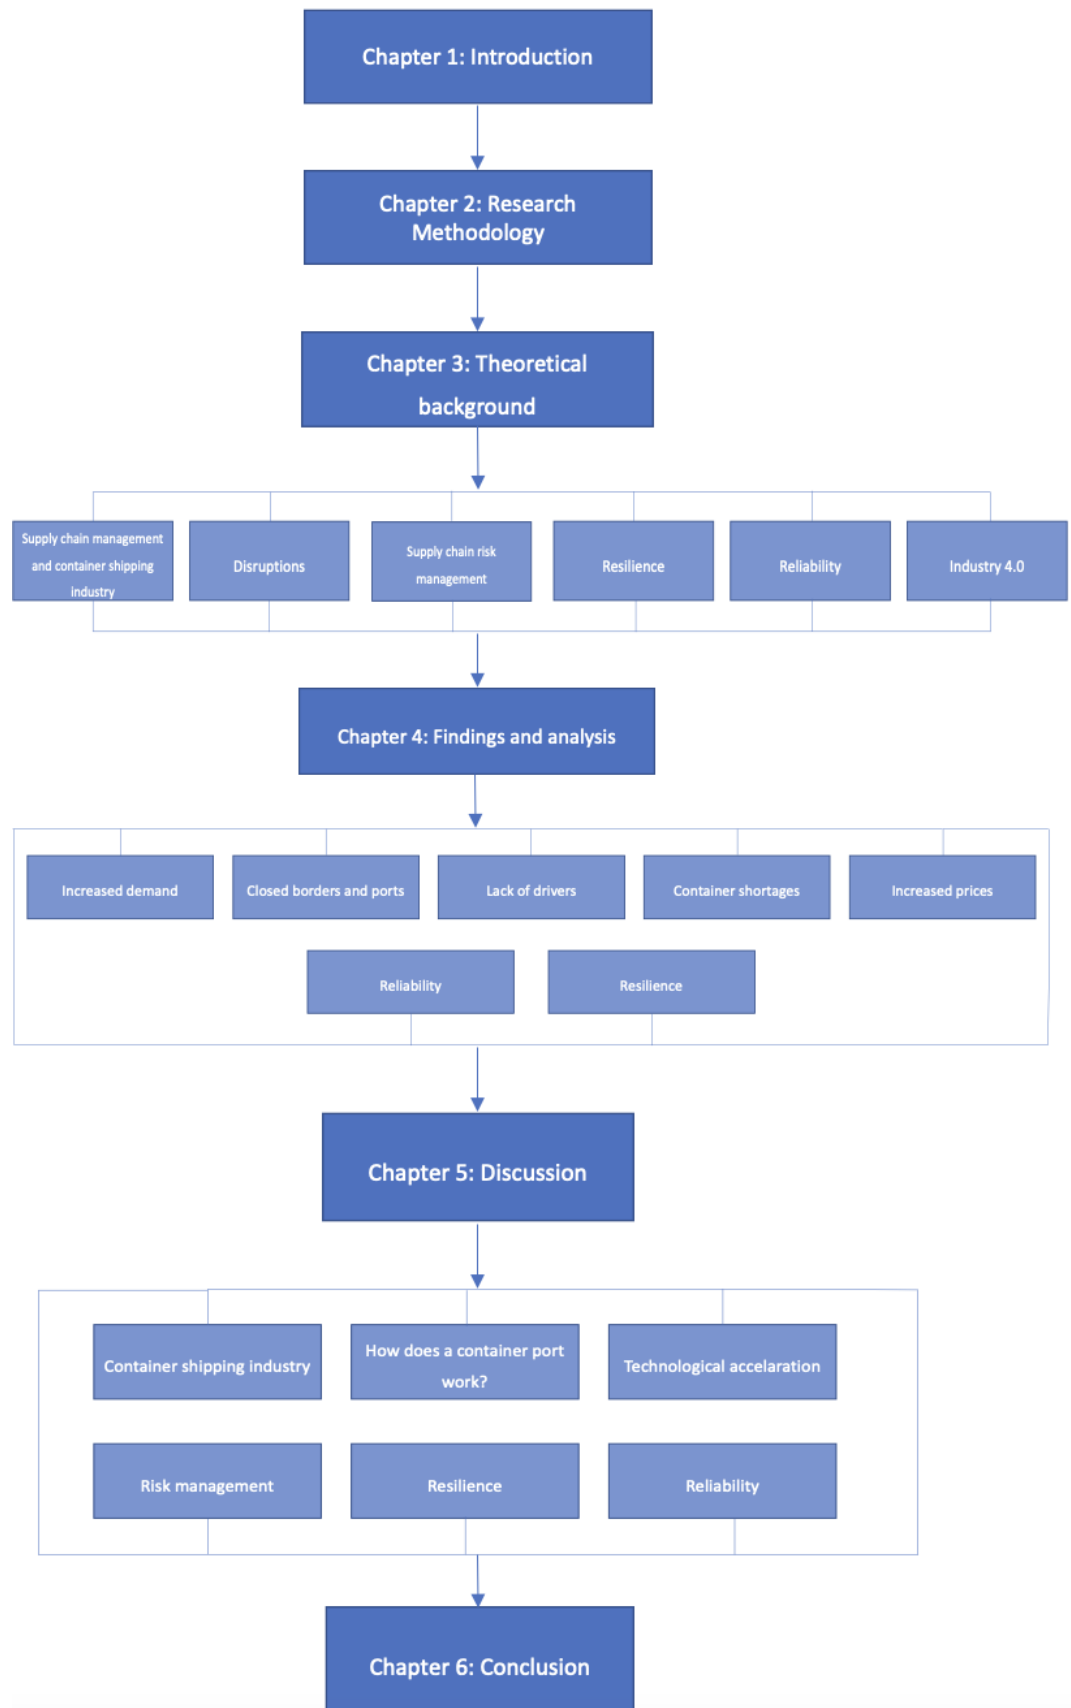 Chapter 1: Introduction
Chapter 2: Research
Methodology
Chapter 3: Theoretical
background
Supply chain management
and container shipping
industry
Disruptions
Supply chain risk
management
Resilience
Reliability
Industry 4.0
Chapter 4: Findings and analysis
Increased demand
Closed borders and ports
Lack of drivers
Container shortages
Increased prices
Reliability
Resilience
Chapter 5: Discussion
Container shipping industry
How does a container port
work?
Technological accelaration
Risk management
Resilience
Reliability
Chapter 6: Conclusion